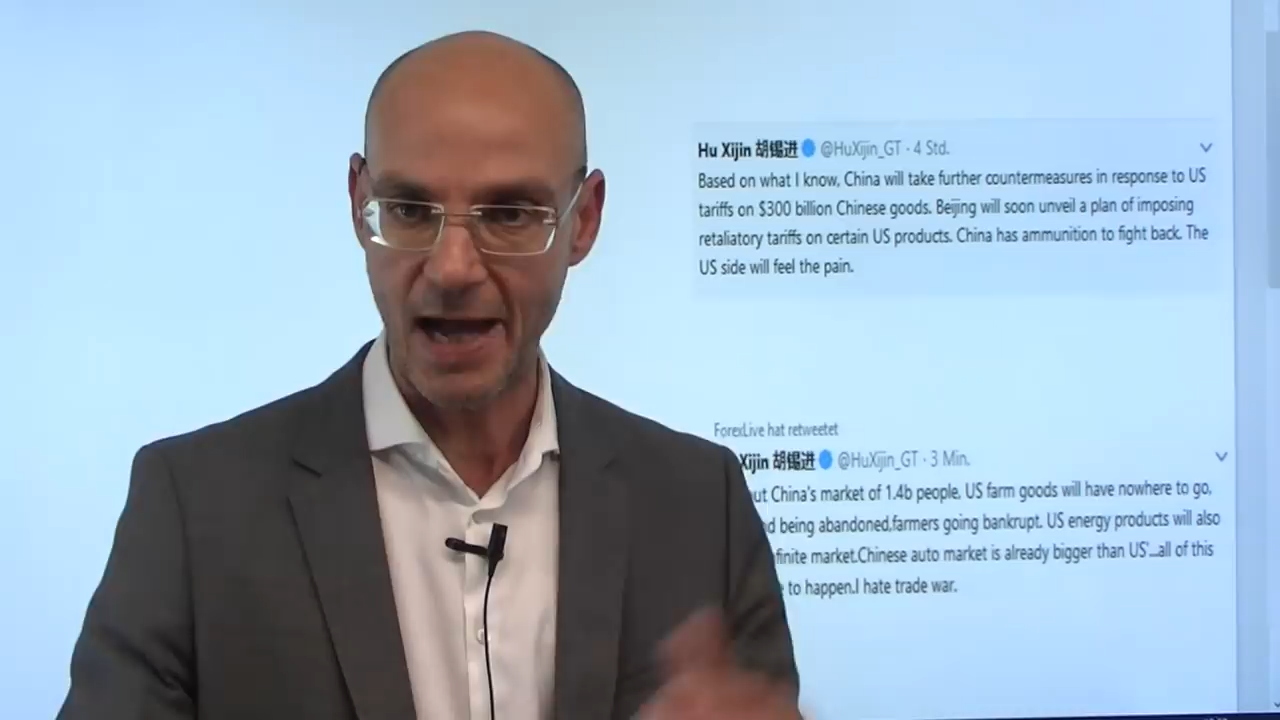 Hu Xijin 胡锡进 @HuXijin_GT · 4 Std.
Based on what I know, China will take further countermeasures in response to US
tariffs on $300 billion Chinese goods. Beijing will soon unveil a plan of imposing
retaliatory tariffs on certain US products. China has ammunition to fight back. The
US side will feel the pain.
ForexLive hat retweetet
Xijin 胡锡进 @HuXijin_GT · 3 Min.
ut China's market of 1.4b people, US farm goods will have nowhere to go,
d being abandoned,farmers going bankrupt. US energy products will also
finite market.Chinese auto market is already bigger than US'...all of this
to happen.I hate trade war.